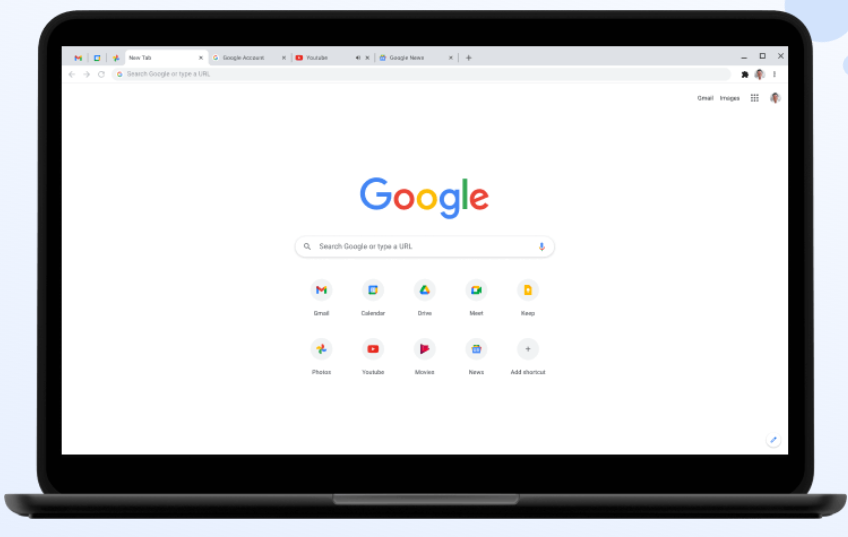 New Tab Google Account Youtube Google News
Search Google or type a URL
Gmail Images
Google
Search Google or type a URL
Gmail Calendar Drive Meet Keep
Photos Youtube Movies News Add shortcut